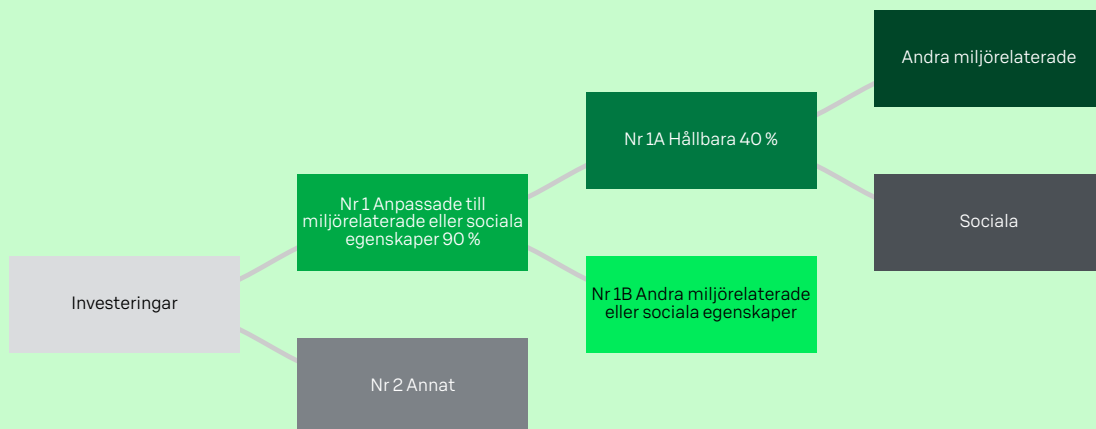 Andra miljörelaterade
Nr 1A Hållbara 40 %
Nr 1 Anpassade till
miljörelaterade eller sociala
egenskaper 90 %
Sociala
Investeringar
Nr 1B Andra miljörelaterade
eller sociala egenskaper
Nr 2 Annat